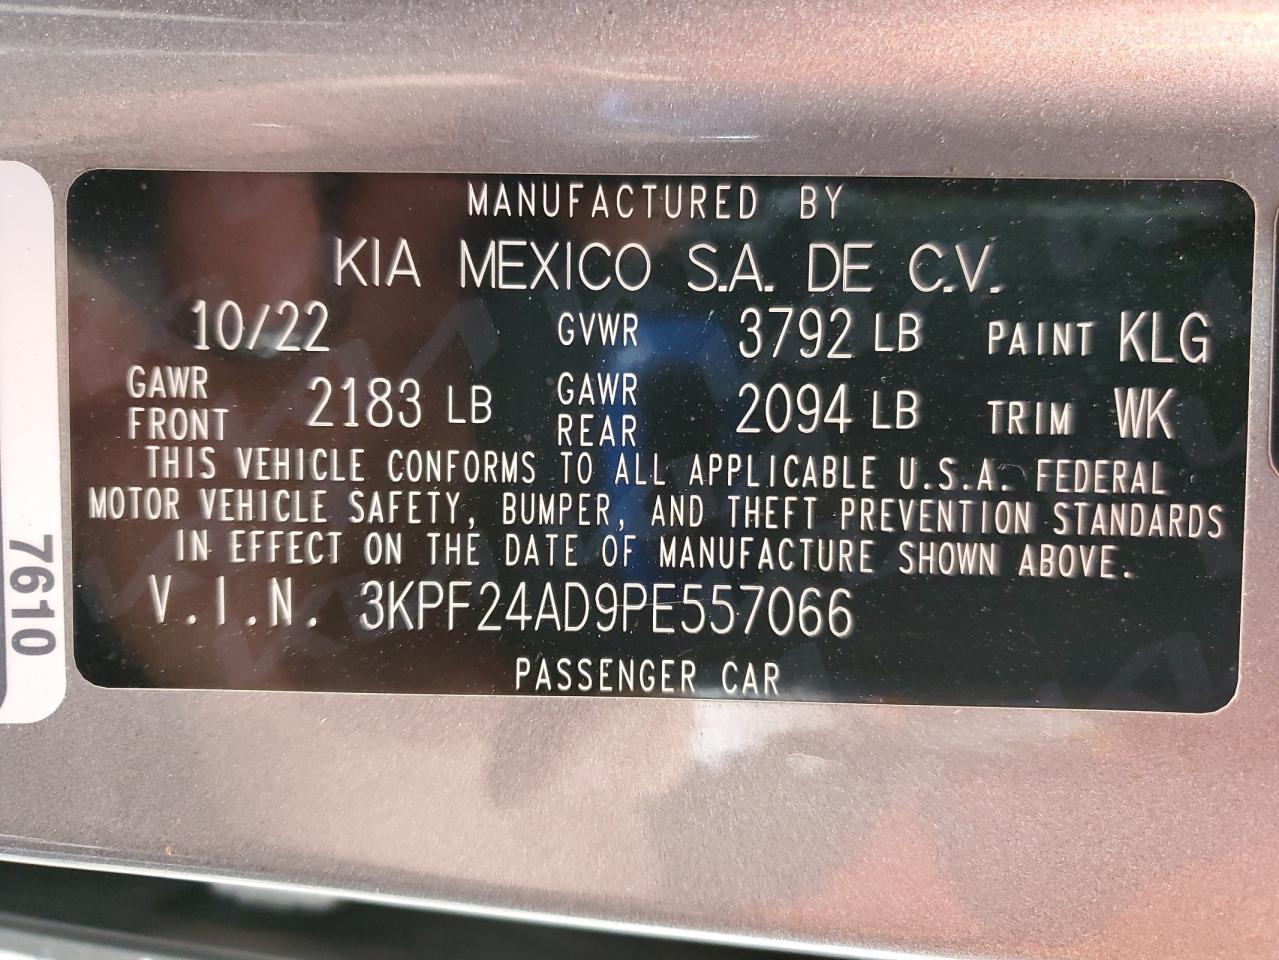 MANUFACTURED BY
KIA MEXICO S.A. DE C.V.
10/22 GVWR 3792 LB PAINT KLG
GAWR FRONT 2183 LB GAWR REAR 2094 LB TRIM WK
THIS VEHICLE CONFORMS TO ALL APPLICABLE U.S.A. FEDERAL
MOTOR VEHICLE SAFETY, BUMPER, AND THEFT PREVENTION STANDARDS
IN EFFECT ON THE DATE OF MANUFACTURE SHOWN ABOVE.
V.I.N. 3KPF24AD9PE557066
PASSENGER CAR
7610